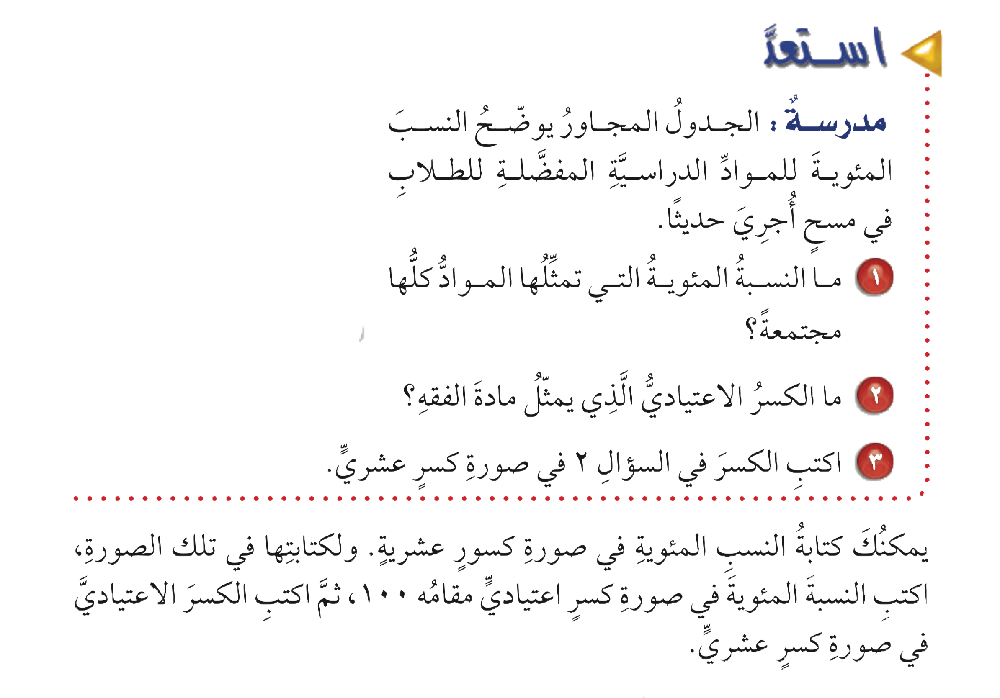 استعدَّ
مدرسةٌ : الجدولُ المجاورُ يوضّحُ النسبَ
المئويةَ للموادِّ الدراسيَّةِ المفضَّلةِ للطلابِ
في مسحٍ أُجرِيَ حديثًا.
١ ما النسبةُ المئويةُ التي تمثِّلُها الموادُّ كلُّها
مجتمعةً؟
٢ ما الكسرُ الاعتياديُّ الَّذِي يمثّلُ مادةَ الفقهِ؟
٣ اكتبِ الكسرَ في السؤالِ ٢ في صورةِ كسرٍ عشريٍّ.
يمكنُكَ كتابةُ النسبِ المئويةِ في صورةِ كسورٍ عشريةٍ. ولكتابتِها في تلك الصورةِ،
اكتبِ النسبةَ المئويةَ في صورةِ كسرٍ اعتياديٍّ مقامُه ١٠٠، ثمَّ اكتبِ الكسرَ الاعتياديَّ
في صورةِ كسرٍ عشريٍّ.